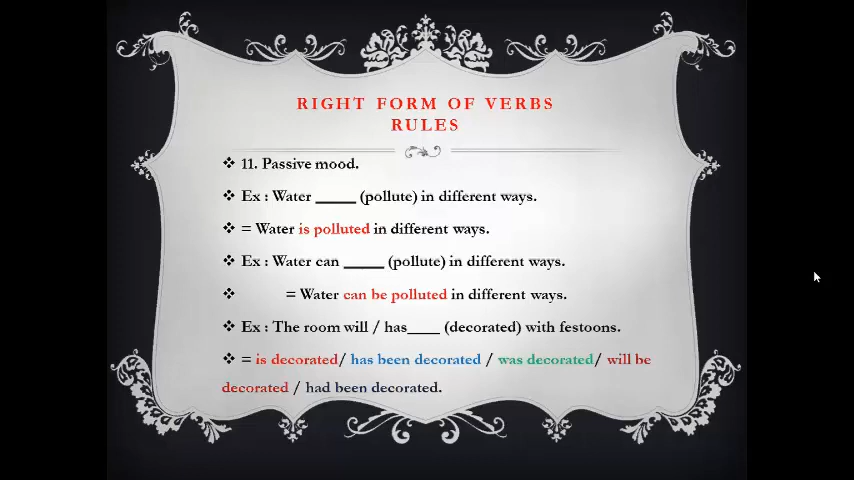 RIGHT FORM OF VERBS
RULES
❖ 11. Passive mood.
❖ Ex : Water _____ (pollute) in different ways.
❖ = Water is polluted in different ways.
❖ Ex : Water can _____ (pollute) in different ways.
❖ = Water can be polluted in different ways.
❖ Ex : The room will / has____ (decorated) with festoons.
❖ = is decorated/ has been decorated / was decorated/ will be
decorated / had been decorated.